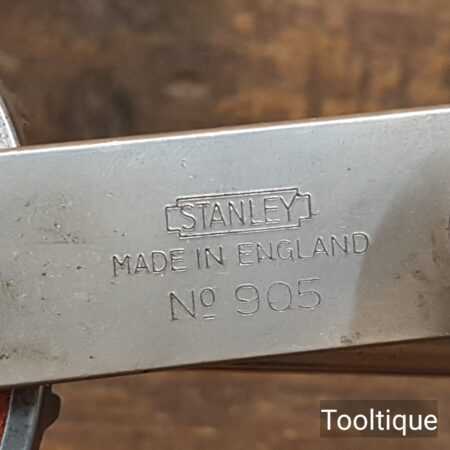 STANLEY
MADE IN ENGLAND
Nº 905
Tooltique